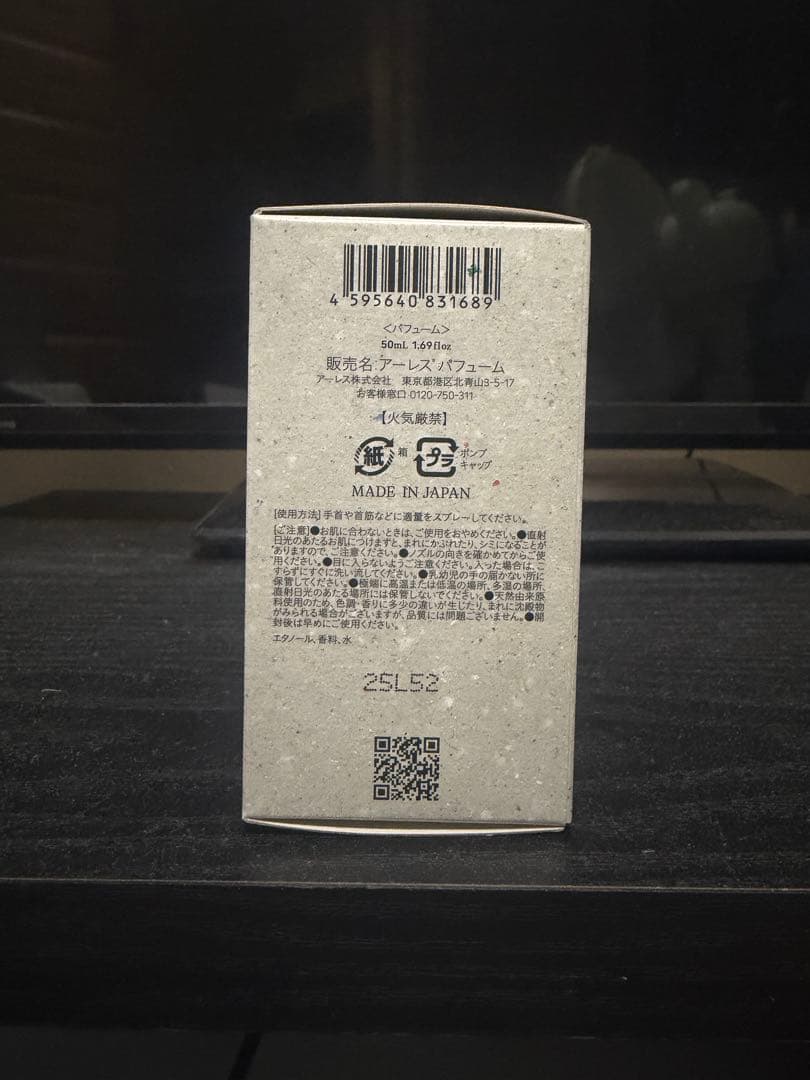 4 595640 831689
<パフューム>
50mL 1.69floz
販売名:アーレス パフューム
アーレス株式会社 東京都港区北青山3-5-17
お客様窓口 0120-750-311
【火気厳禁】
紙 箱 プラ ポンプ
キャップ
MADE IN JAPAN
[使用方法] 手首や首筋などに適量をスプレーしてください。
[ご注意]●お肌に合わないときは、ご使用をおやめください。●直射
日光のあたるお肌につけますと、まれにかぶれたり、シミになることが
ありますので、ご注意ください。●ノズルの向きを確かめてからご使
用ください。●目に入らないようご注意ください。入った場合は、こ
すらずにすぐに洗い流してください。●乳幼児の手の届かない所に
保管してください。●極端に高温または低温の場所、多湿の場所、
直射日光のあたる場所には保管しないでください。●天然由来原
料使用のため、色調・香りに多少の違いが生じたり、まれに沈殿物
がみられる場合がございますが、品質には問題ございません。●開
封後は早めにご使用ください。
エタノール、香料、水
25L52